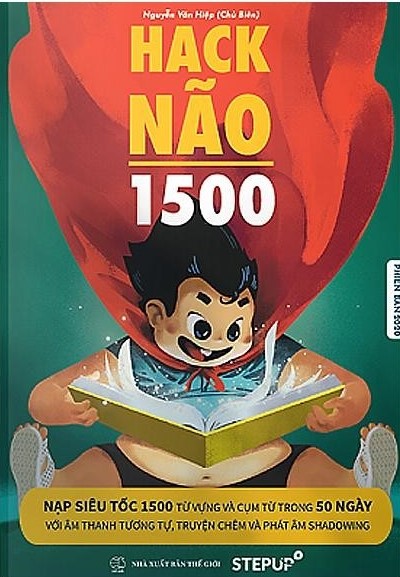 Nguyễn Văn Hiệp (Chủ Biên)
HACK
NÃO
1500
PHIÊN BẢN 2020
NẠP SIÊU TỐC 1500 TỪ VỰNG VÀ CỤM TỪ TRONG 50 NGÀY
VỚI ÂM THANH TƯƠNG TỰ, TRUYỆN CHÊM VÀ PHÁT ÂM SHADOWING
NHÀ XUẤT BẢN THẾ GIỚI
STEPUP